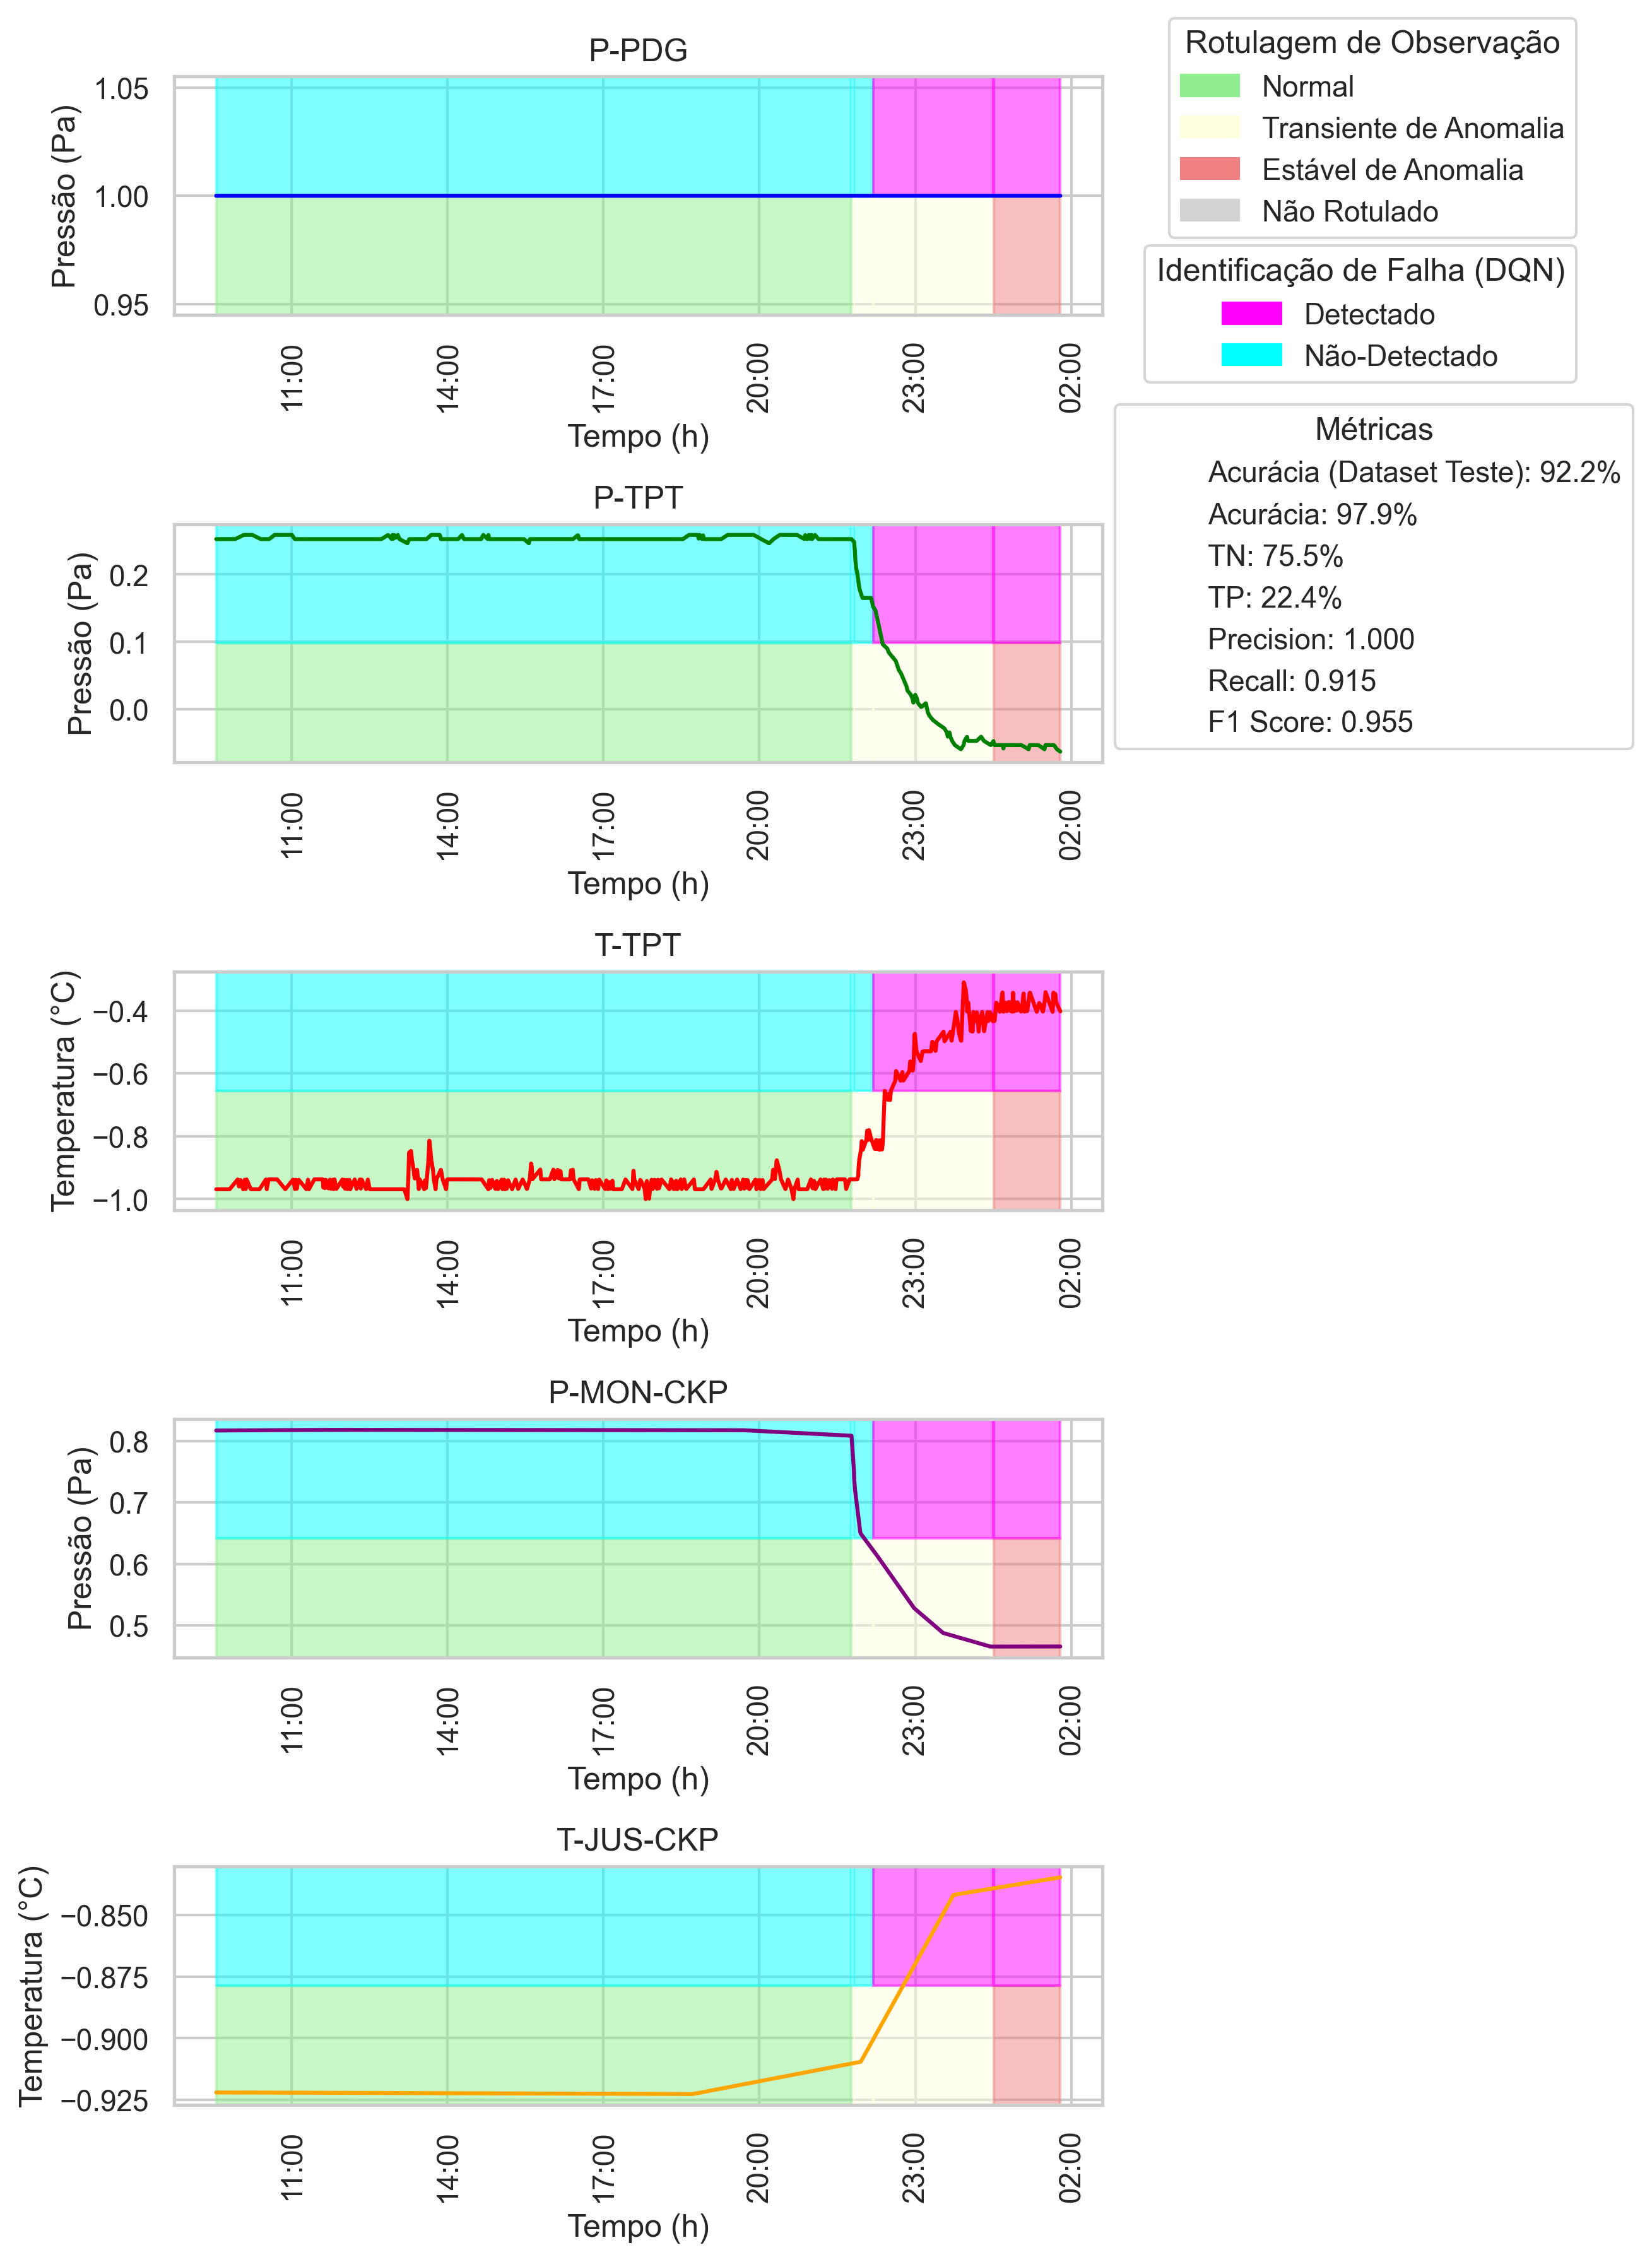 P-PDG
Pressão (Pa)
1.05
1.00
0.95
11:00
14:00
17:00
20:00
23:00
02:00
Tempo (h)
Rotulagem de Observação
Normal
Transiente de Anomalia
Estável de Anomalia
Não Rotulado
Identificação de Falha (DQN)
Detectado
Não-Detectado
Métricas
Acurácia (Dataset Teste): 92.2%
Acurácia: 97.9%
TN: 75.5%
TP: 22.4%
Precision: 1.000
Recall: 0.915
F1 Score: 0.955
P-TPT
Pressão (Pa)
0.2
0.1
0.0
11:00
14:00
17:00
20:00
23:00
02:00
Tempo (h)
T-TPT
Temperatura (°C)
−0.4
−0.6
−0.8
−1.0
11:00
14:00
17:00
20:00
23:00
02:00
Tempo (h)
P-MON-CKP
Pressão (Pa)
0.8
0.7
0.6
0.5
11:00
14:00
17:00
20:00
23:00
02:00
Tempo (h)
T-JUS-CKP
Temperatura (°C)
−0.850
−0.875
−0.900
−0.925
11:00
14:00
17:00
20:00
23:00
02:00
Tempo (h)